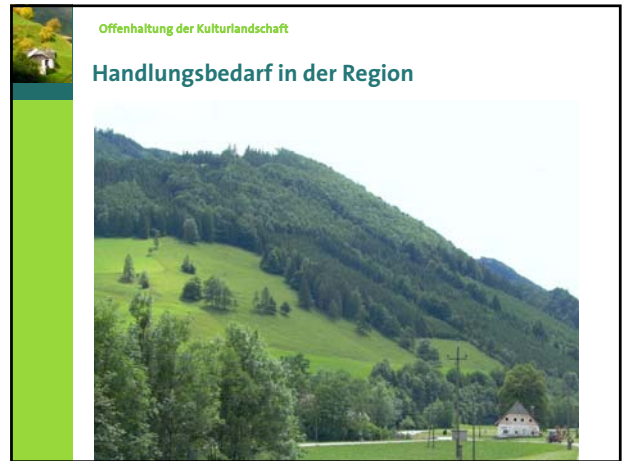 Offenhaltung der Kulturlandschaft
Handlungsbedarf in der Region